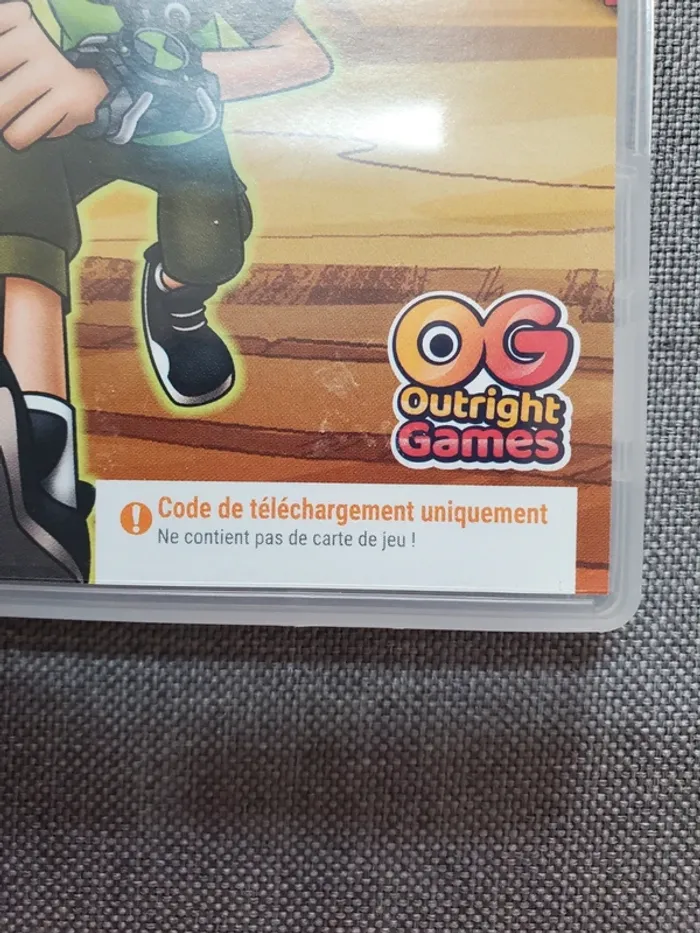 OG
Outright
Games
Code de téléchargement uniquement
Ne contient pas de carte de jeu !